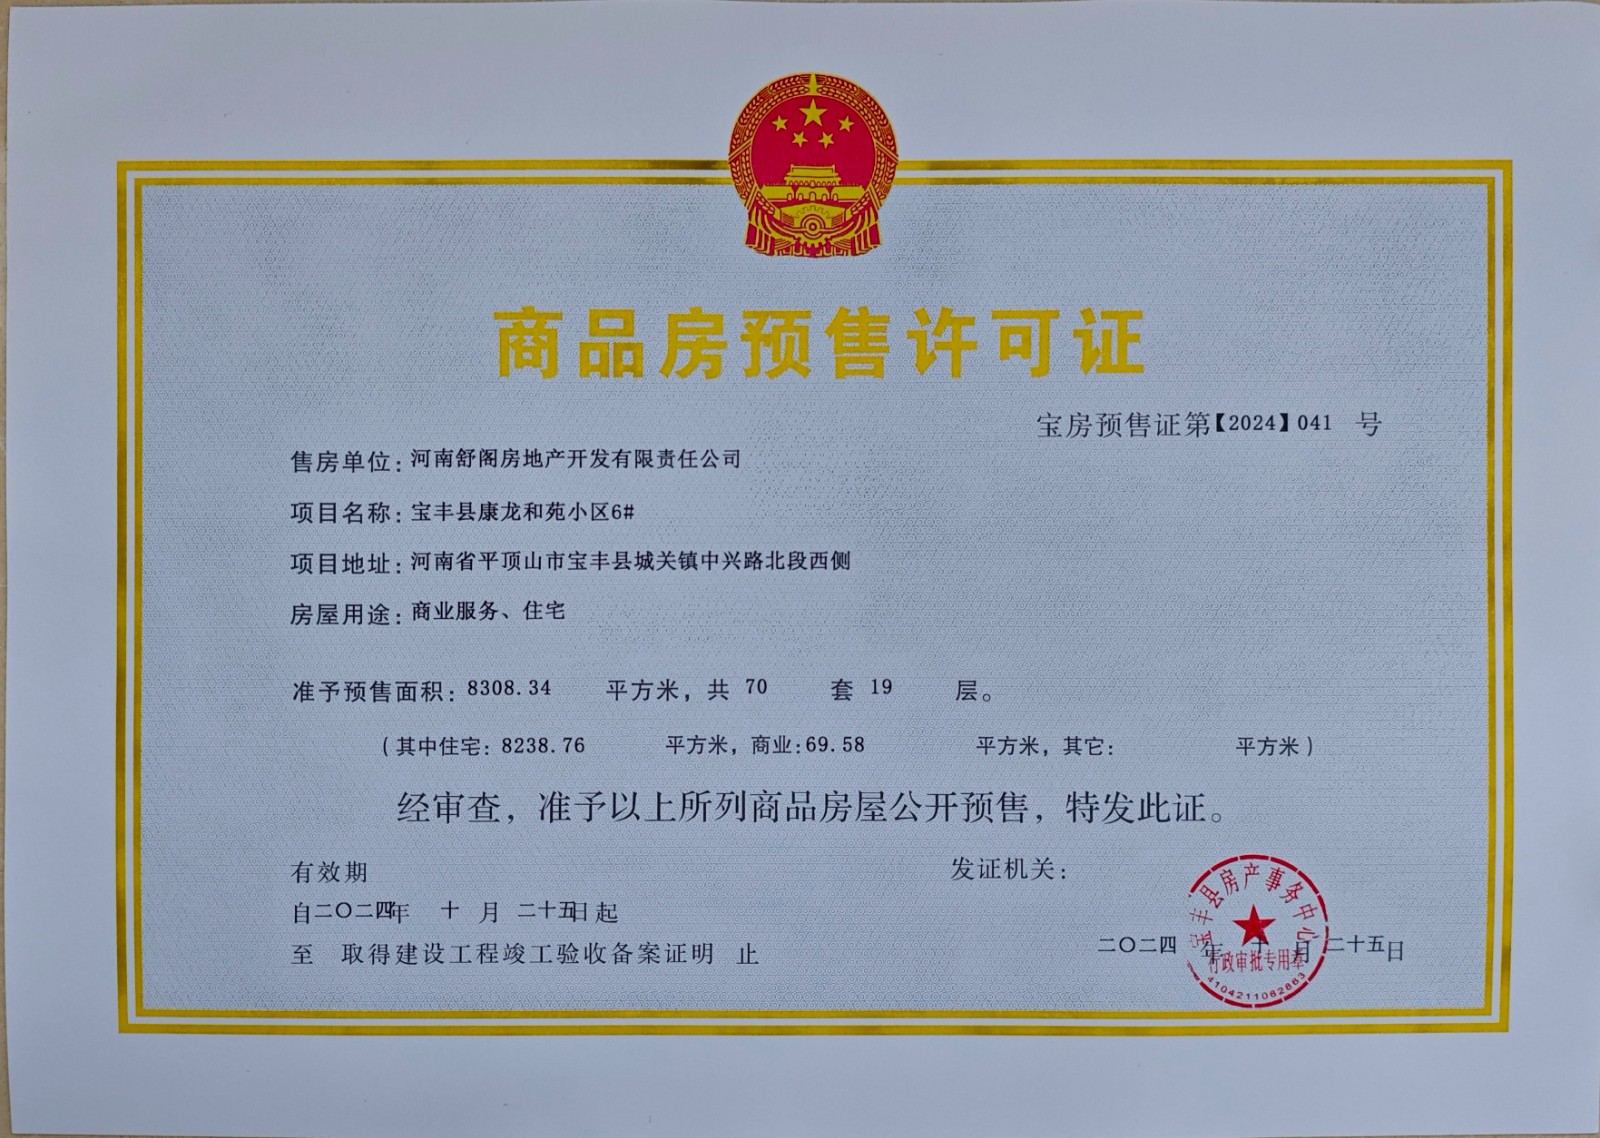 商品房预售许可证
宝房预售证第【2024】041 号
售房单位：河南舒阁房地产开发有限责任公司
项目名称：宝丰县康龙和苑小区6#
项目地址：河南省平顶山市宝丰县城关镇中兴路北段西侧
房屋用途：商业服务、住宅
准予预售面积：8308.34 平方米，共 70 套 19 层。
（其中住宅：8238.76 平方米，商业：69.58 平方米，其它： 平方米）
经审查，准予以上所列商品房屋公开预售，特发此证。
有效期
自二〇二四年 十 月 二十五日起
至 取得建设工程竣工验收备案证明 止
发证机关：
二〇二四 年 十 月 二十五日
宝丰县房产事务中心
行政审批专用章
4104211062863